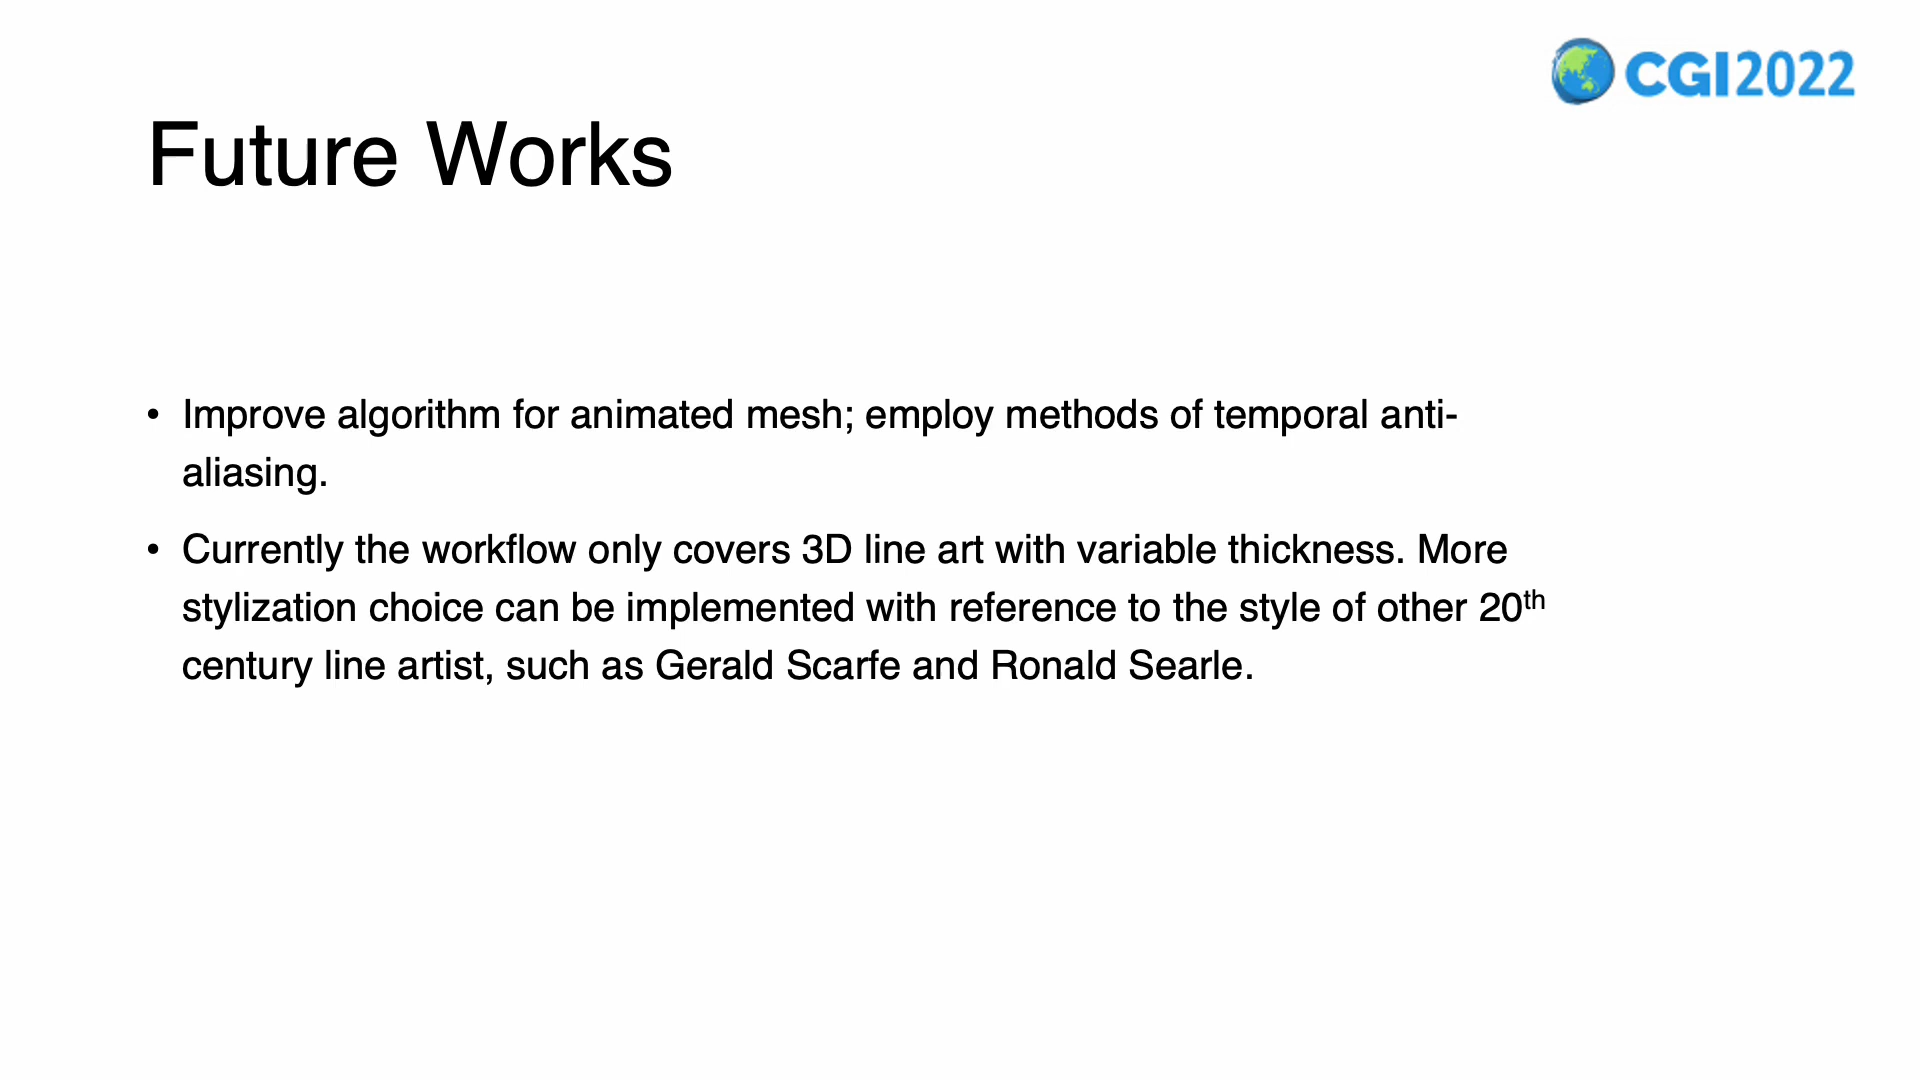 CGI2022
Future Works
• Improve algorithm for animated mesh; employ methods of temporal anti-
aliasing.
• Currently the workflow only covers 3D line art with variable thickness. More
stylization choice can be implemented with reference to the style of other 20th
century line artist, such as Gerald Scarfe and Ronald Searle.